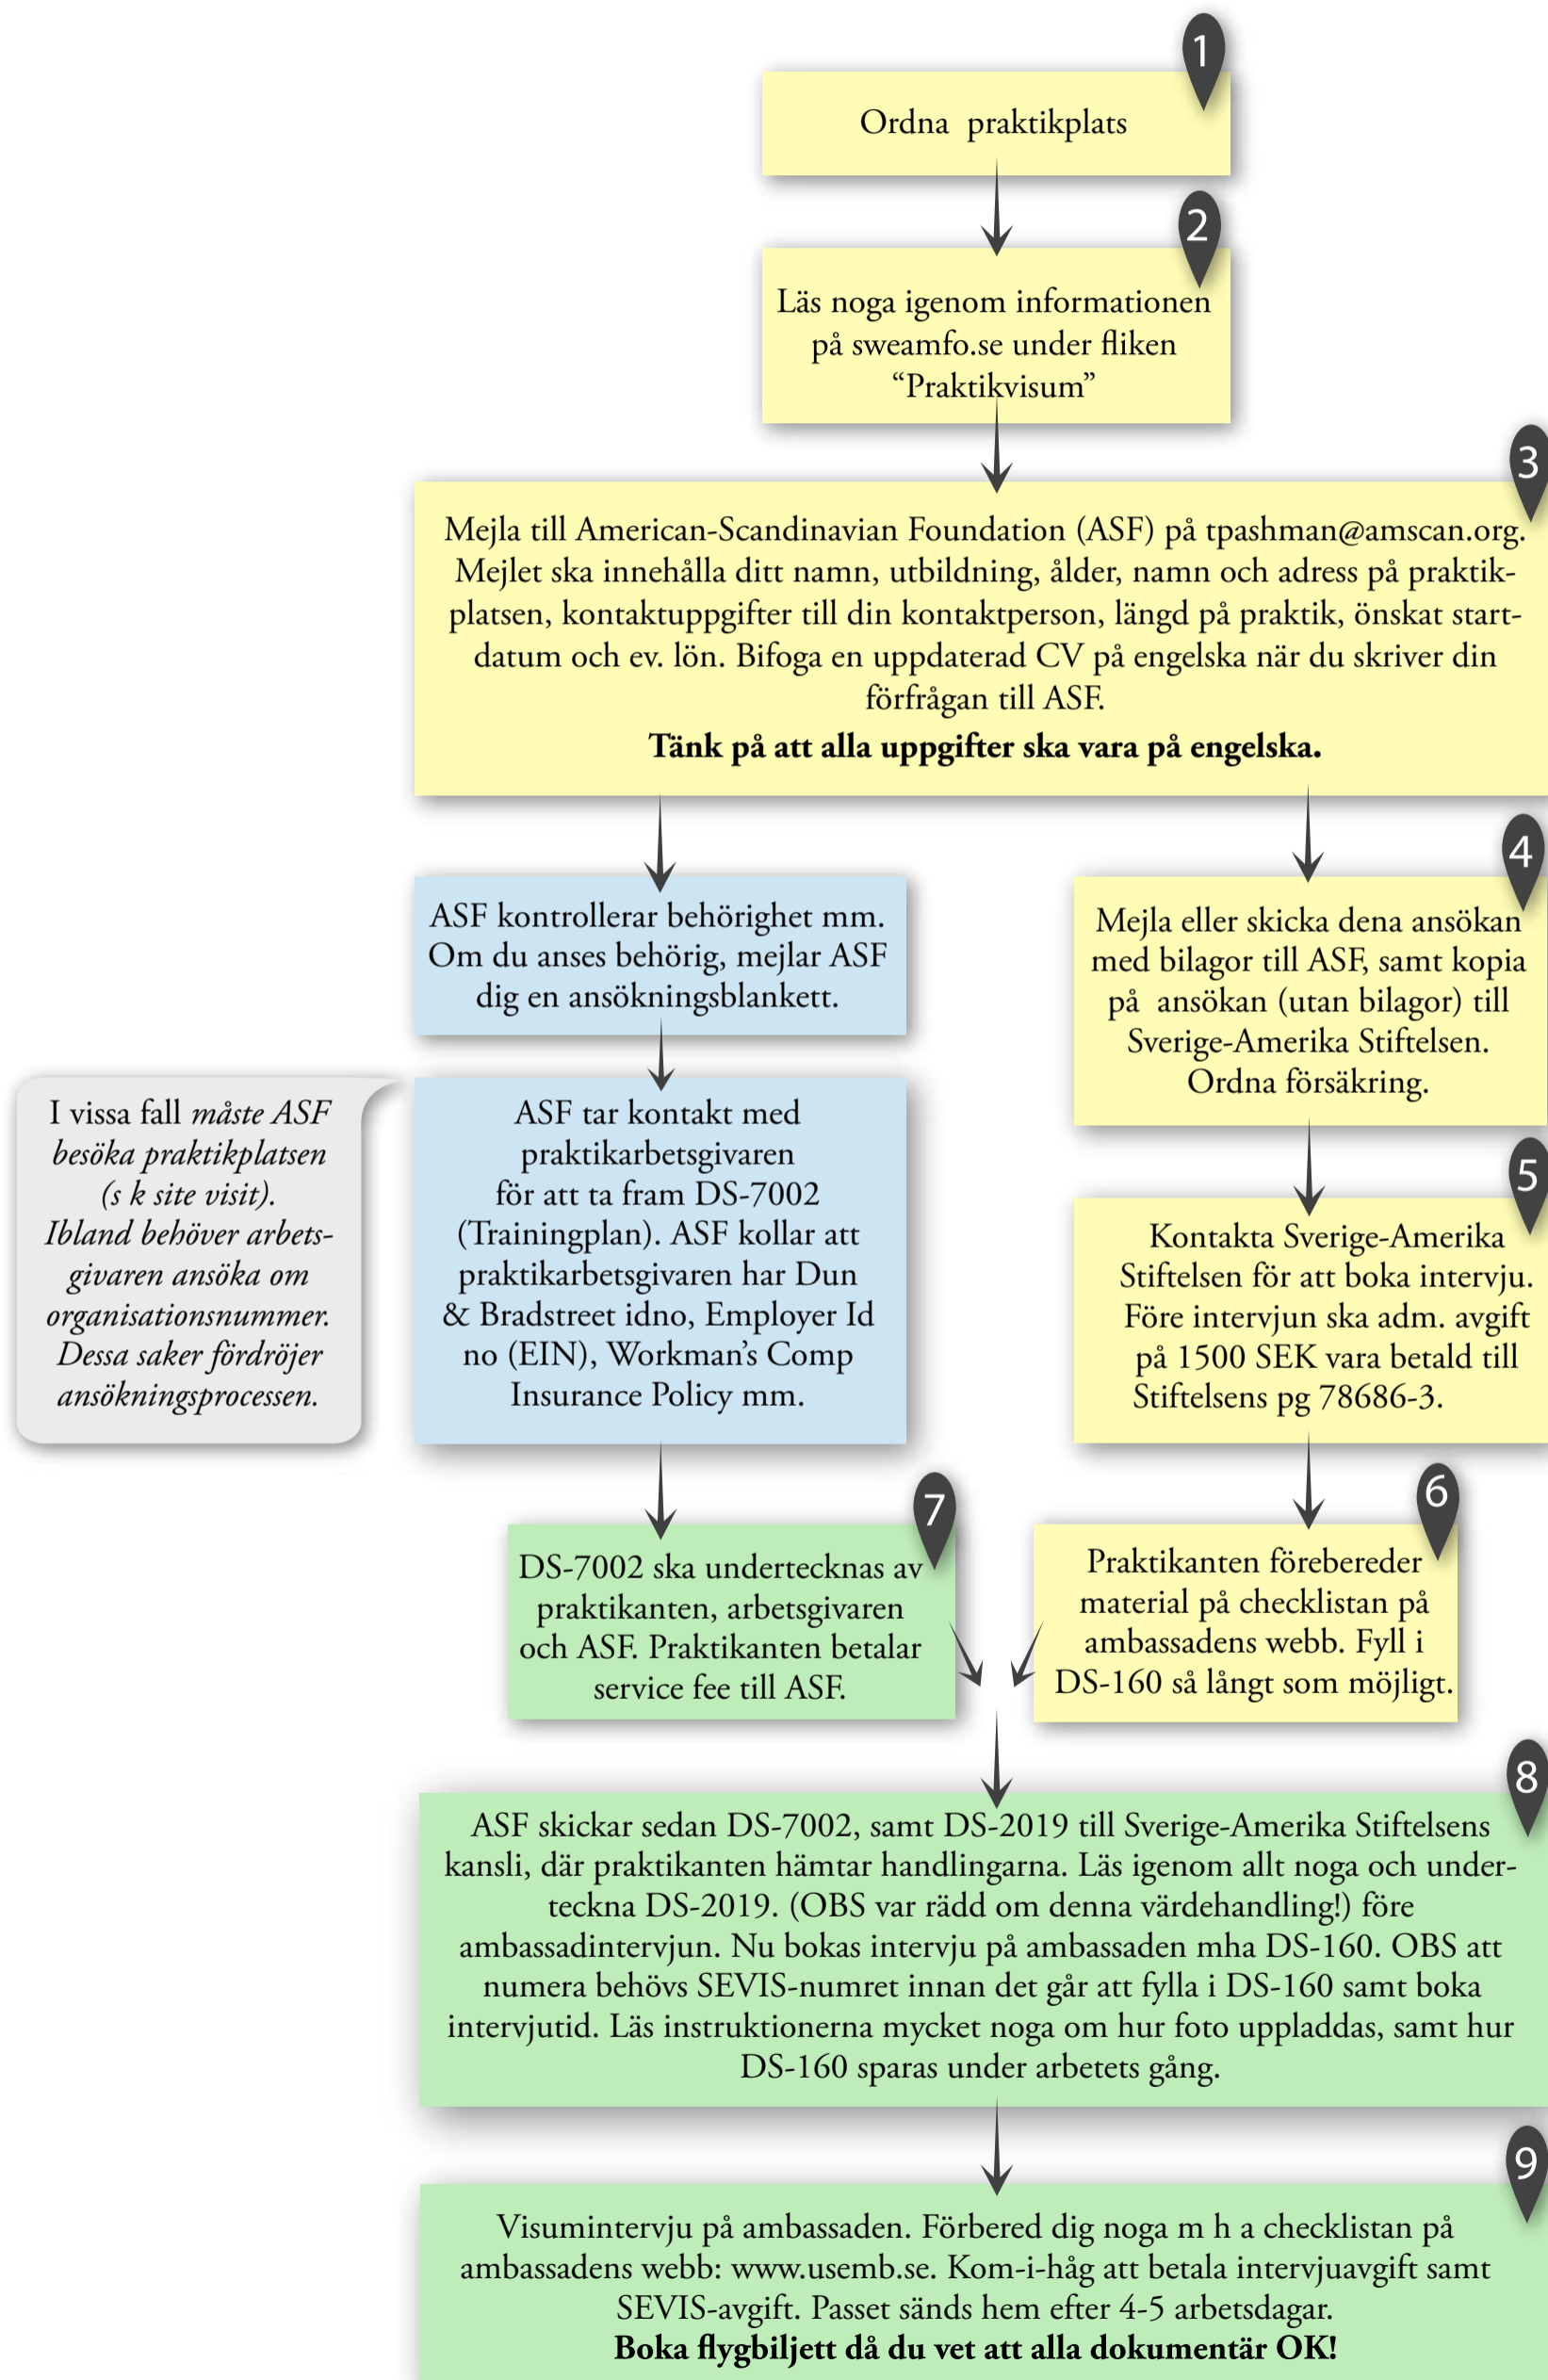 1
Ordna praktikplats
2
Läs noga igenom informationen
på sweamfo.se under fliken
“Praktikvisum”
3
Mejla till American-Scandinavian Foundation (ASF) på tpashman@amscan.org.
Mejlet ska innehålla ditt namn, utbildning, ålder, namn och adress på praktik-
platsen, kontaktuppgifter till din kontaktperson, längd på praktik, önskat start-
datum och ev. lön. Bifoga en uppdaterad CV på engelska när du skriver din
förfrågan till ASF.
Tänk på att alla uppgifter ska vara på engelska.
ASF kontrollerar behörighet mm.
Om du anses behörig, mejlar ASF
dig en ansökningsblankett.
4
Mejla eller skicka dena ansökan
med bilagor till ASF, samt kopia
på ansökan (utan bilagor) till
Sverige-Amerika Stiftelsen.
Ordna försäkring.
I vissa fall måste ASF
besöka praktikplatsen
(s k site visit).
Ibland behöver arbets-
givaren ansöka om
organisationsnummer.
Dessa saker fördröjer
ansökningsprocessen.
ASF tar kontakt med
praktikarbetsgivaren
för att ta fram DS-7002
(Trainingplan). ASF kollar att
praktikarbetsgivaren har Dun
& Bradstreet idno, Employer Id
no (EIN), Workman’s Comp
Insurance Policy mm.
5
Kontakta Sverige-Amerika
Stiftelsen för att boka intervju.
Före intervjun ska adm. avgift
på 1500 SEK vara betald till
Stiftelsens pg 78686-3.
7
DS-7002 ska undertecknas av
praktikanten, arbetsgivaren
och ASF. Praktikanten betalar
service fee till ASF.
6
Praktikanten förebereder
material på checklistan på
ambassadens webb. Fyll i
DS-160 så långt som möjligt.
8
ASF skickar sedan DS-7002, samt DS-2019 till Sverige-Amerika Stiftelsens
kansli, där praktikanten hämtar handlingarna. Läs igenom allt noga och under-
teckna DS-2019. (OBS var rädd om denna värdehandling!) före
ambassadintervjun. Nu bokas intervju på ambassaden mha DS-160. OBS att
numera behövs SEVIS-numret innan det går att fylla i DS-160 samt boka
intervjutid. Läs instruktionerna mycket noga om hur foto uppladdas, samt hur
DS-160 sparas under arbetets gång.
9
Visumintervju på ambassaden. Förbered dig noga m h a checklistan på
ambassadens webb: www.usemb.se. Kom-i-håg att betala intervjuavgift samt
SEVIS-avgift. Passet sänds hem efter 4-5 arbetsdagar.
Boka flygbiljett då du vet att alla dokumentär OK!